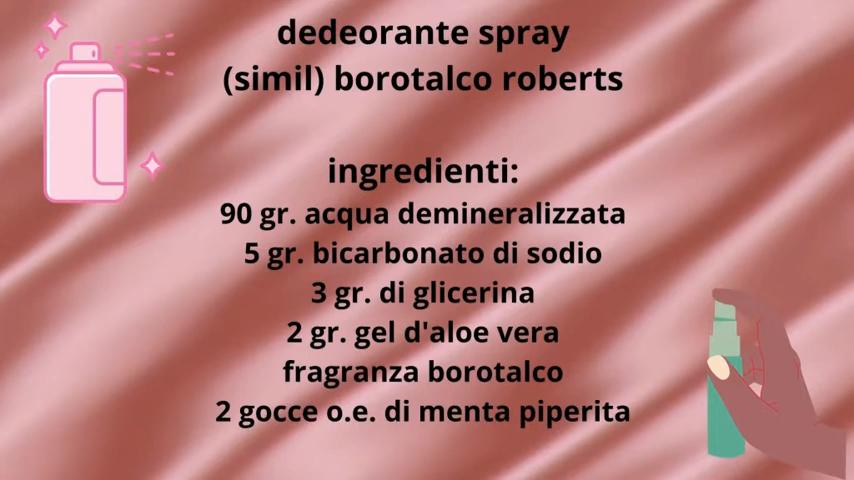 dedeorante spray
(simil) borotalco roberts
ingredienti:
90 gr. acqua demineralizzata
5 gr. bicarbonato di sodio
3 gr. di glicerina
2 gr. gel d'aloe vera
fragranza borotalco
2 gocce o.e. di menta piperita